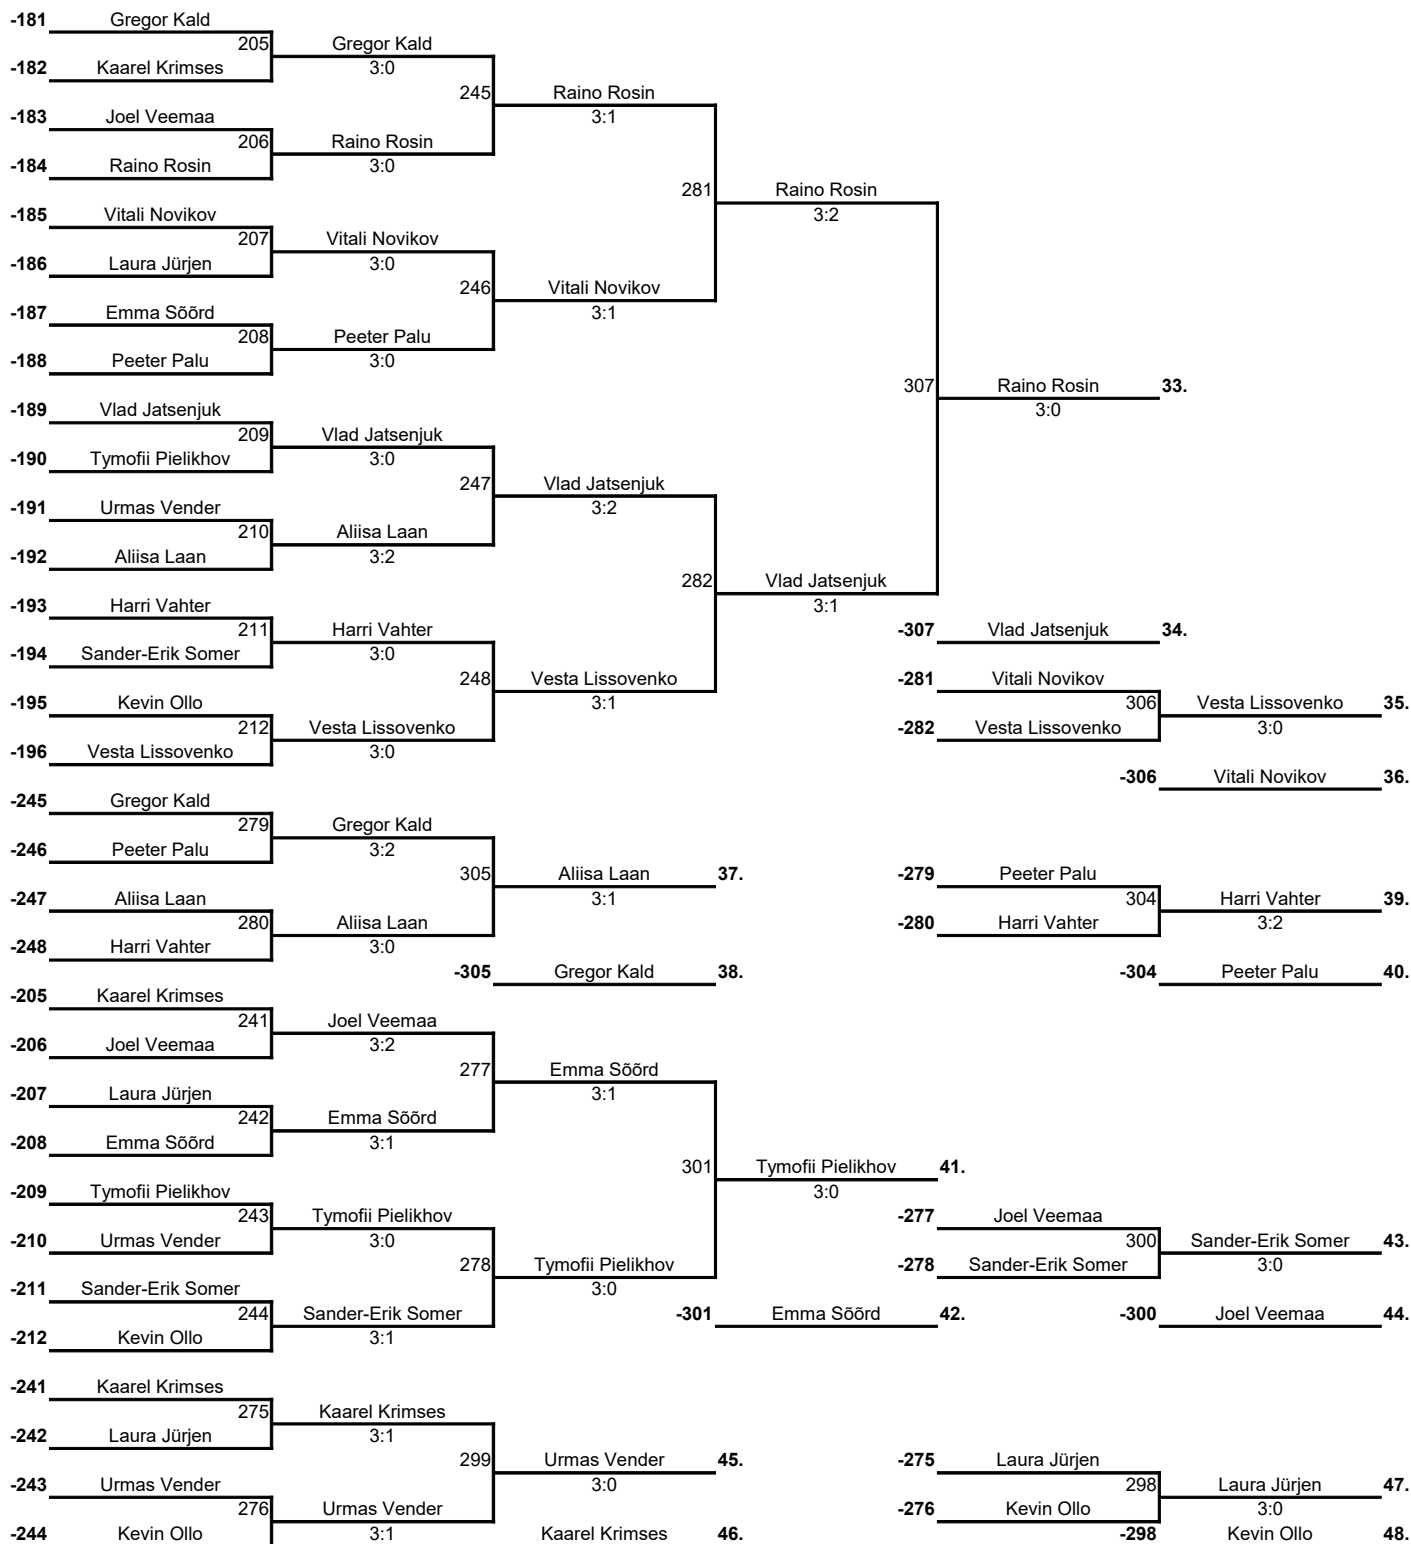 -181 Gregor Kald
205 Gregor Kald
-182 Kaarel Krimses 3:0
245 Raino Rosin
-183 Joel Veemaa 3:1
206 Raino Rosin
-184 Raino Rosin 3:0
281 Raino Rosin
-185 Vitali Novikov 3:2
207 Vitali Novikov
-186 Laura Jürjen 3:0
246 Vitali Novikov
-187 Emma Sõõrd 3:1
208 Peeter Palu
-188 Peeter Palu 3:0
307 Raino Rosin 33.
-189 Vlad Jatsenjuk 3:0
209 Vlad Jatsenjuk
-190 Tymofii Pielikhov 3:0
247 Vlad Jatsenjuk
-191 Urmas Vender 3:2
210 Aliisa Laan
-192 Aliisa Laan 3:2
282 Vlad Jatsenjuk
-193 Harri Vahter 3:1
211 Harri Vahter -307 Vlad Jatsenjuk 34.
-194 Sander-Erik Somer 3:0
248 Vesta Lissovenko -281 Vitali Novikov
-195 Kevin Ollo 3:1 306 Vesta Lissovenko 35.
212 Vesta Lissovenko -282 Vesta Lissovenko 3:0
-196 Vesta Lissovenko 3:0
-306 Vitali Novikov 36.
-245 Gregor Kald
279 Gregor Kald
-246 Peeter Palu 3:2
305 Aliisa Laan 37. -279 Peeter Palu
-247 Aliisa Laan 3:1 304 Harri Vahter 39.
280 Aliisa Laan -280 Harri Vahter 3:2
-248 Harri Vahter 3:0
-305 Gregor Kald 38. -304 Peeter Palu 40.
-205 Kaarel Krimses
241 Joel Veemaa
-206 Joel Veemaa 3:2
277 Emma Sõõrd
-207 Laura Jürjen 3:1
242 Emma Sõõrd
-208 Emma Sõõrd 3:1
301 Tymofii Pielikhov 41.
-209 Tymofii Pielikhov 3:0
243 Tymofii Pielikhov -277 Joel Veemaa
-210 Urmas Vender 3:0 300 Sander-Erik Somer 43.
278 Tymofii Pielikhov -278 Sander-Erik Somer 3:0
-211 Sander-Erik Somer 3:0
244 Sander-Erik Somer -301 Emma Sõõrd 42. -300 Joel Veemaa 44.
-212 Kevin Ollo 3:1
-241 Kaarel Krimses
275 Kaarel Krimses
-242 Laura Jürjen 3:1
299 Urmas Vender 45. -275 Laura Jürjen
-243 Urmas Vender 3:0 298 Laura Jürjen 47.
276 Urmas Vender -276 Kevin Ollo 3:0
-244 Kevin Ollo 3:1 Kaarel Krimses 46. -298 Kevin Ollo 48.